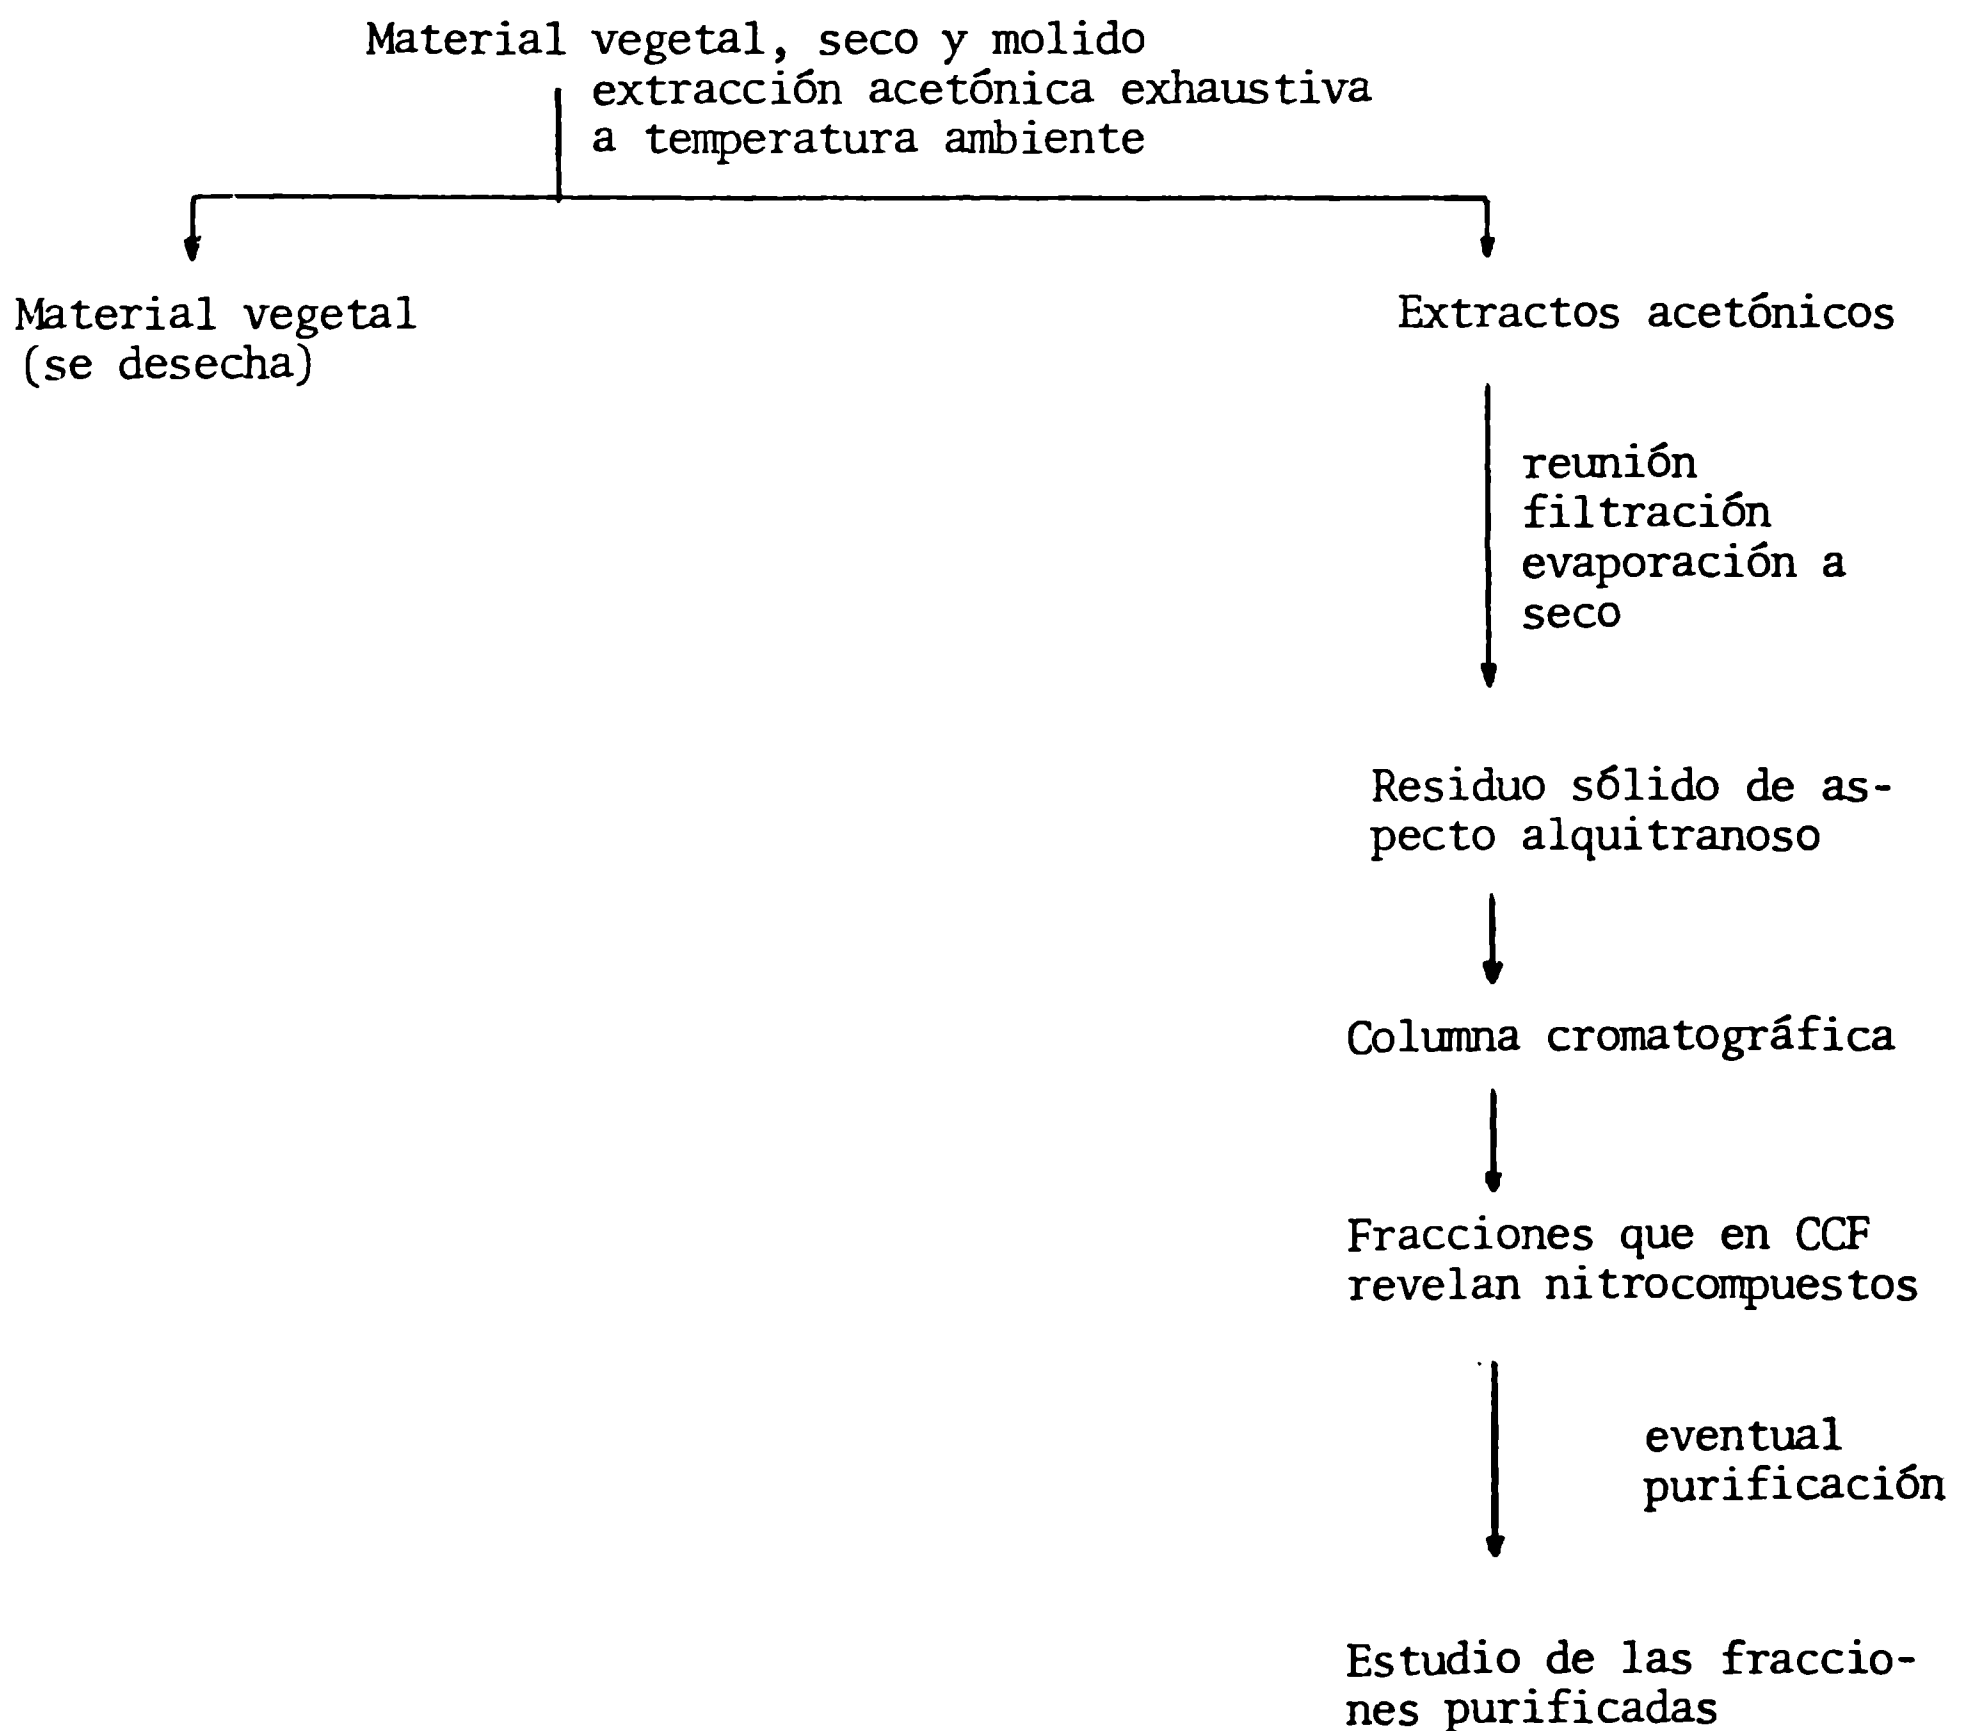 Material vegetal, seco y molido
extracción acetónica exhaustiva
a temperatura ambiente
Material vegetal
(se desecha)
Extractos acetónicos
reunión
filtración
evaporación a
seco
Residuo sólido de as-
pecto alquitranoso
Columna cromatográfica
Fracciones que en CCF
revelan nitrocompuestos
eventual
purificación
Estudio de las fraccio-
nes purificadas